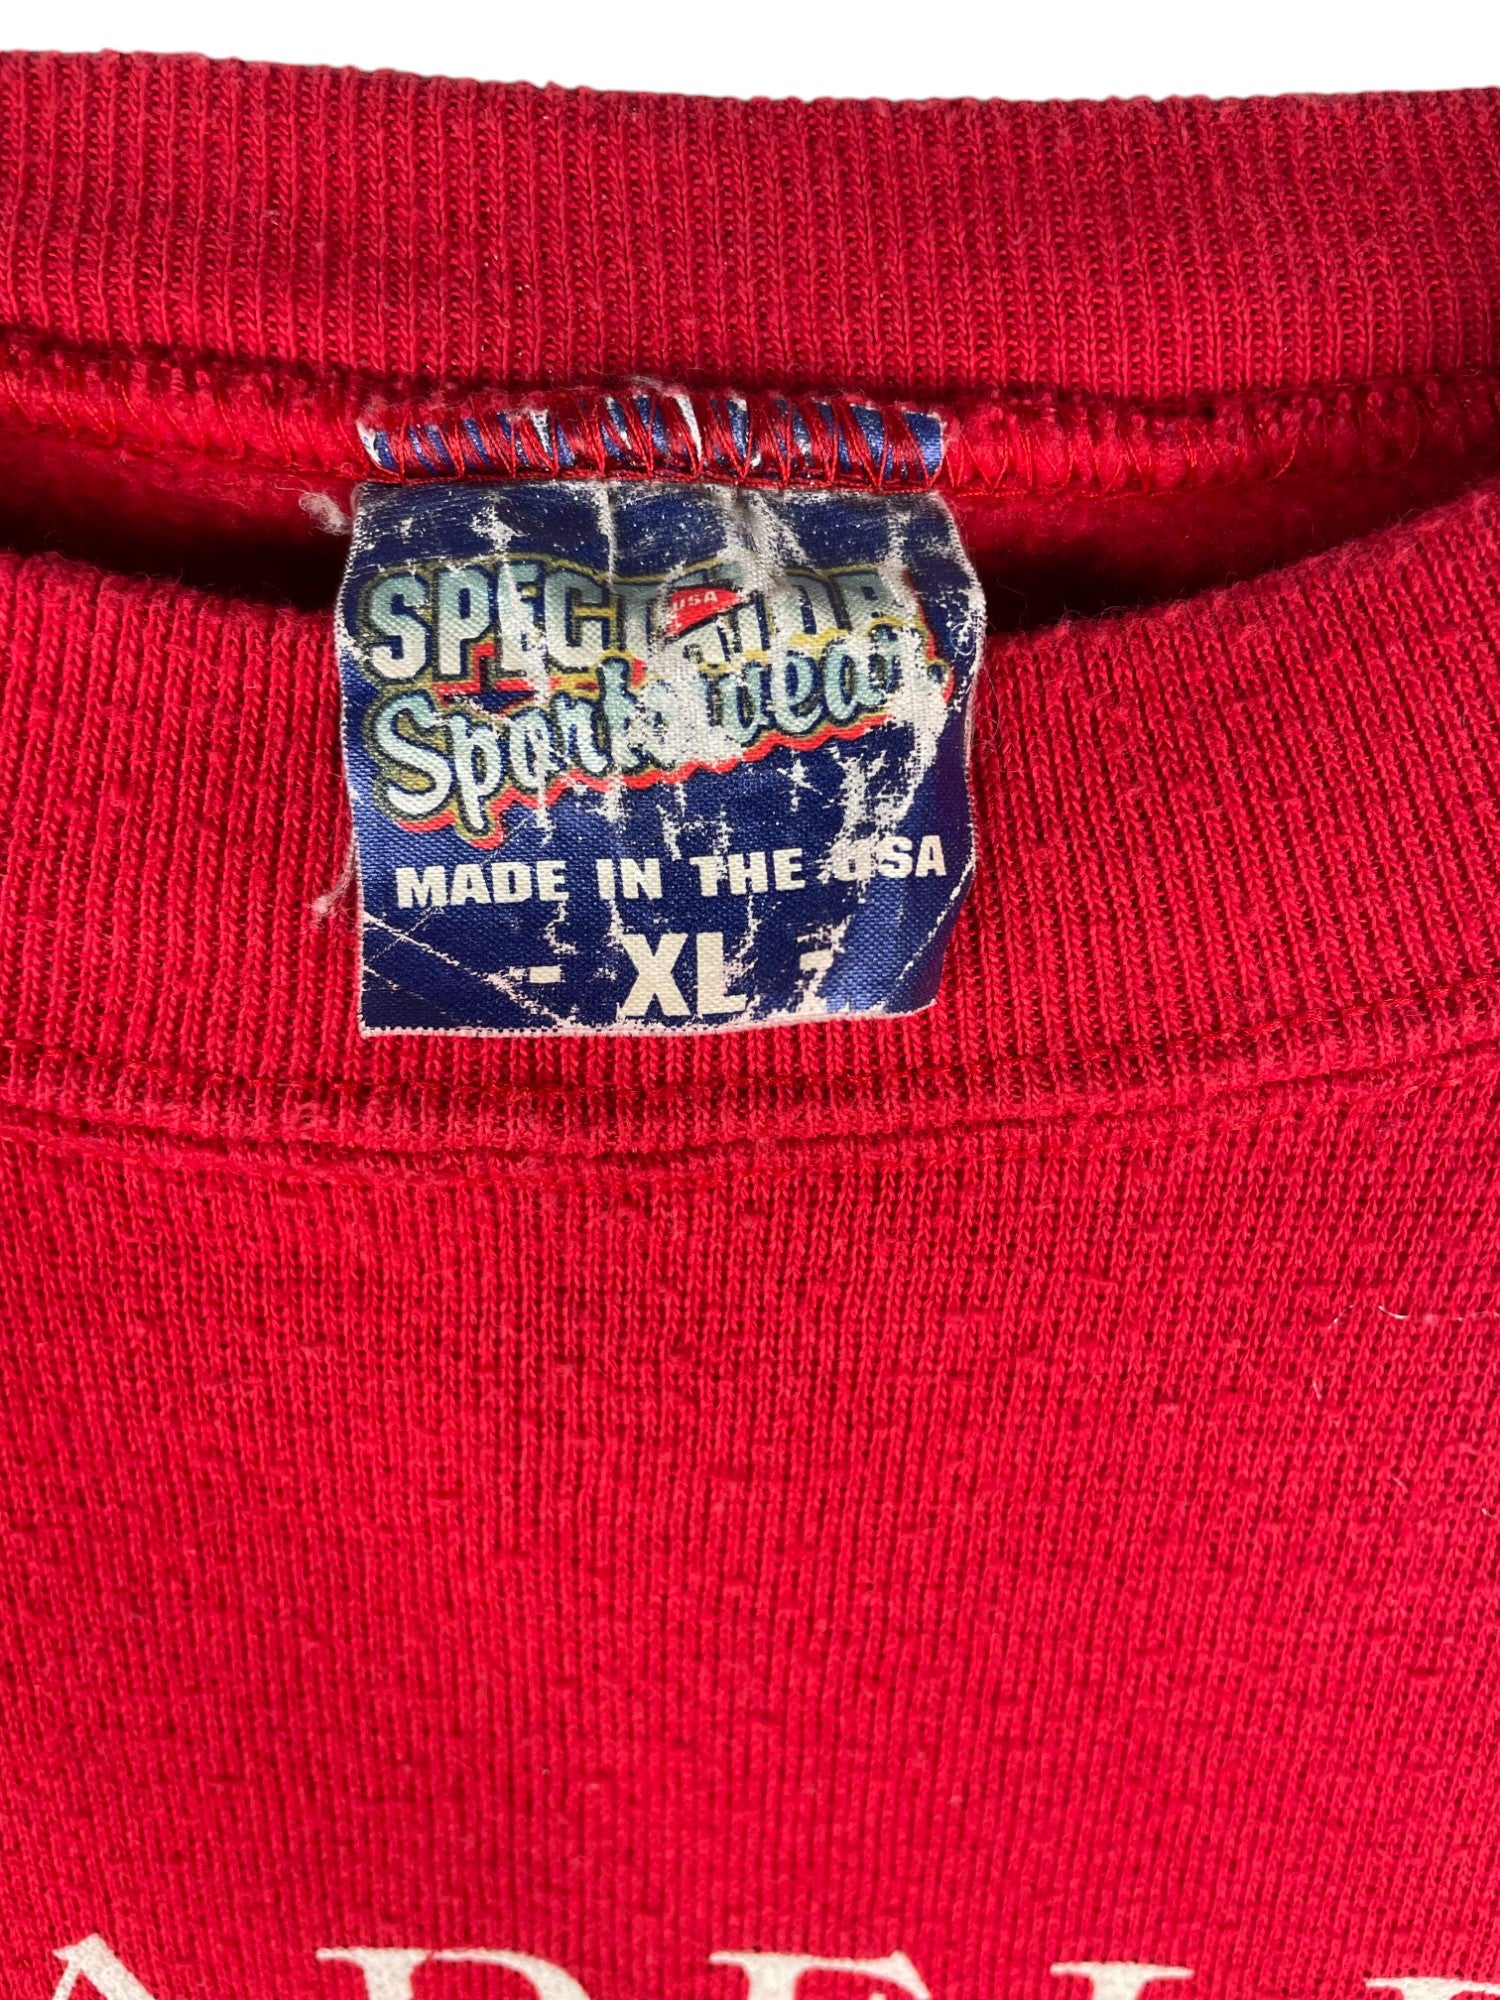 SPECTATOR
USA
Sportswear
MADE IN THE USA
- XL -